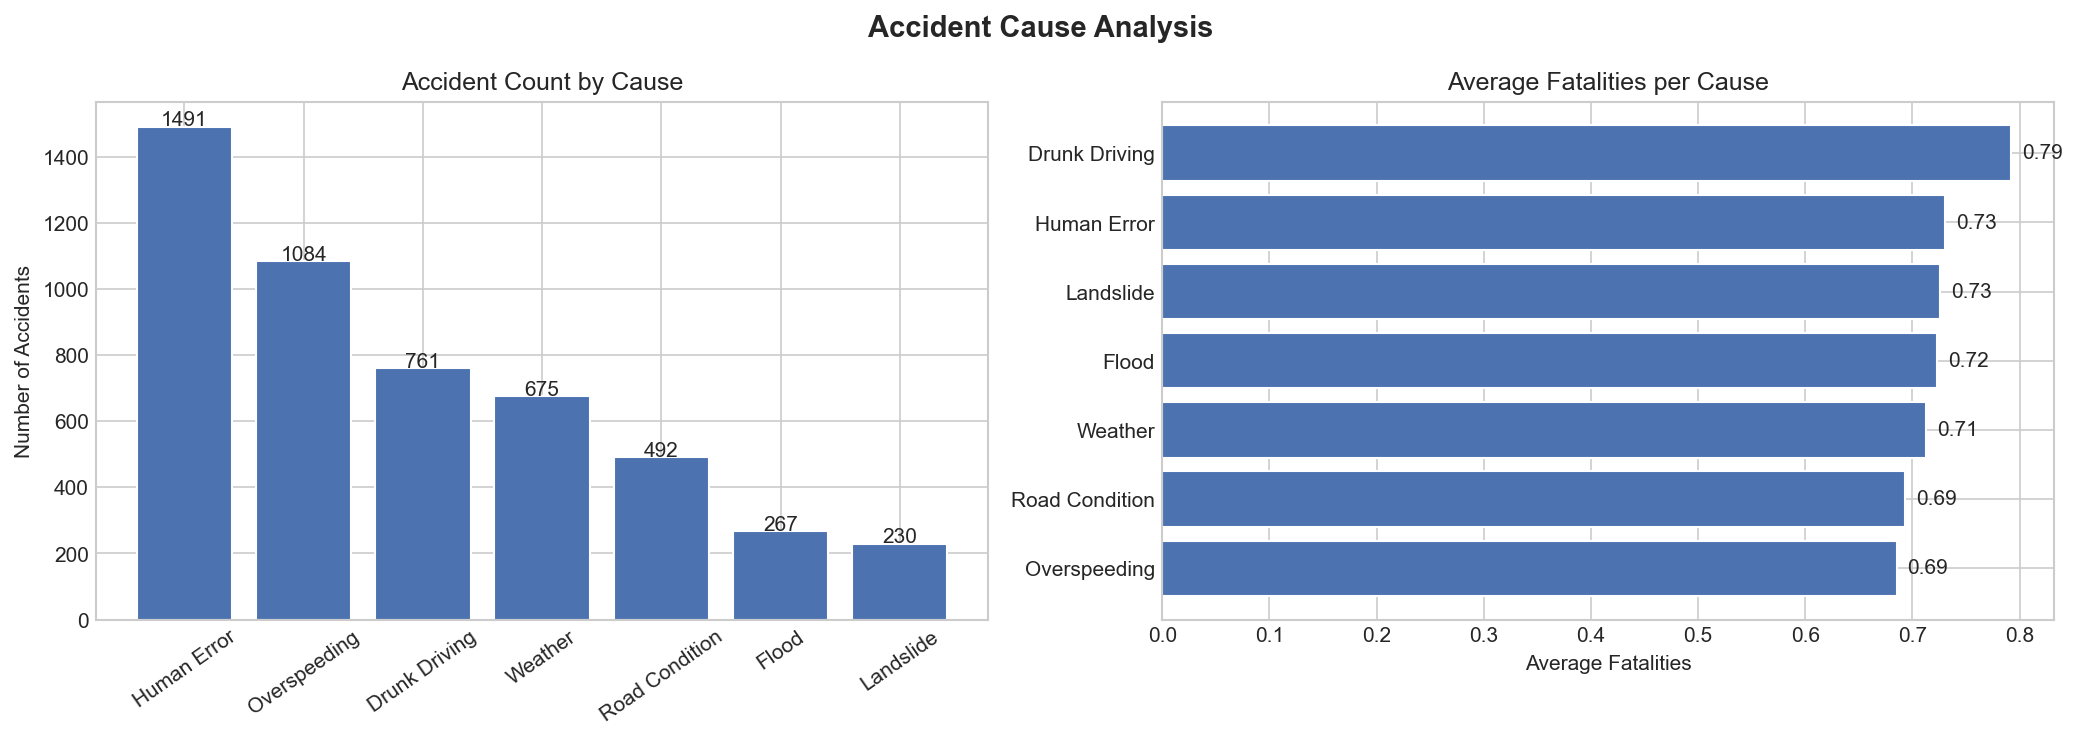 Accident Cause Analysis
Accident Count by Cause
Number of Accidents
1400
1200
1000
800
600
400
200
0
1491
1084
761
675
492
267
230
Human Error
Overspeeding
Drunk Driving
Weather
Road Condition
Flood
Landslide
Average Fatalities per Cause
Drunk Driving
0.79
Human Error
0.73
Landslide
0.73
Flood
0.72
Weather
0.71
Road Condition
0.69
Overspeeding
0.69
0.0 0.1 0.2 0.3 0.4 0.5 0.6 0.7 0.8
Average Fatalities